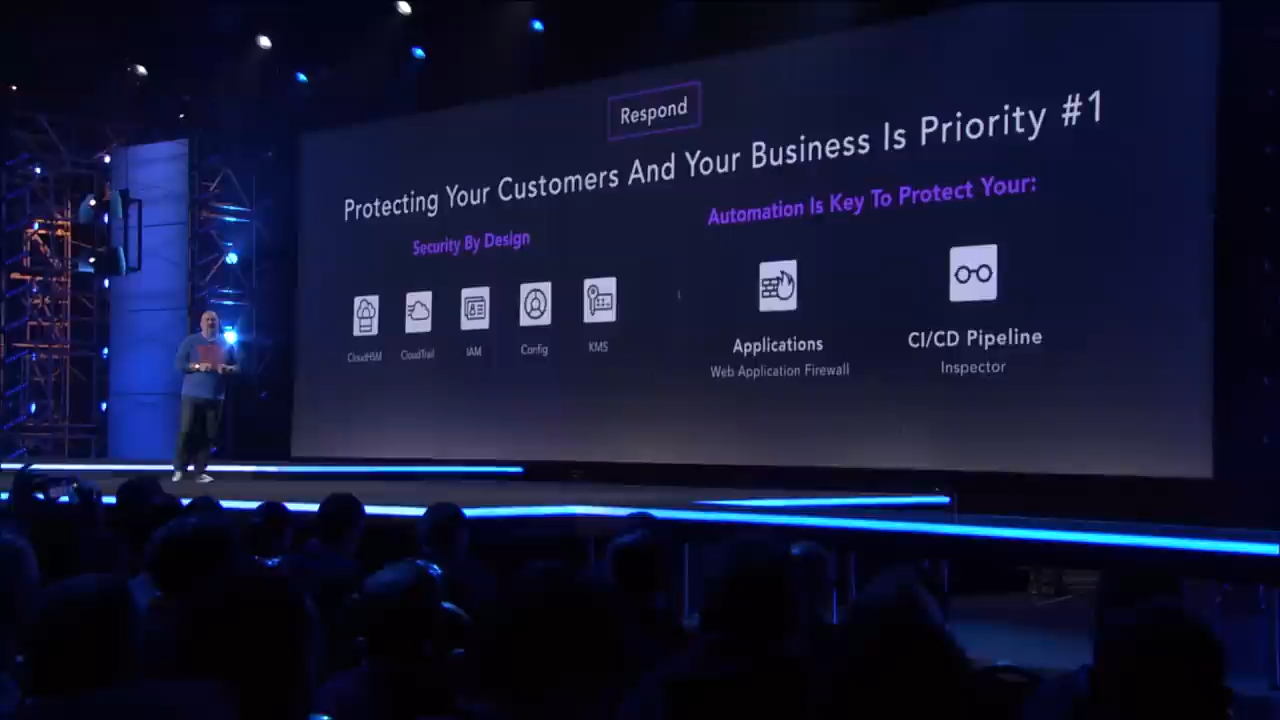 Respond
Protecting Your Customers And Your Business Is Priority #1
Security By Design
CloudHSM
CloudTrail
IAM
Config
KMS
Automation Is Key To Protect Your:
Applications
Web Application Firewall
CI/CD Pipeline
Inspector